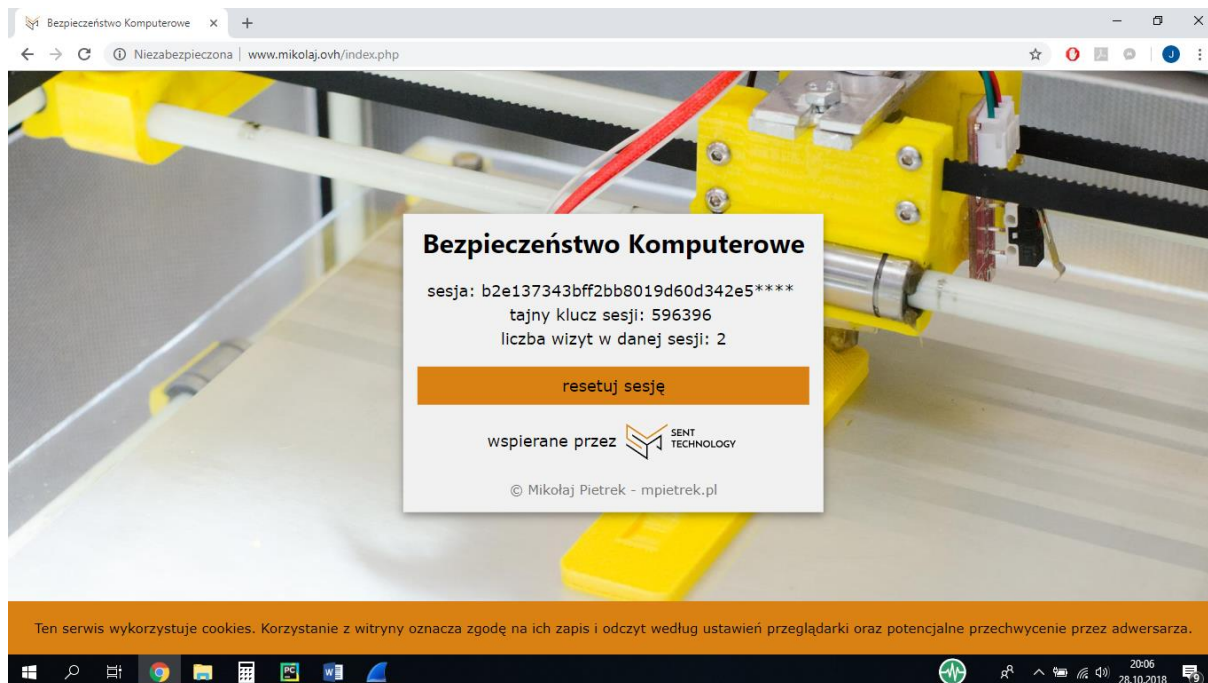 Bezpieczeństwo Komputerowe
Niezabezpieczona | www.mikolaj.ovh/index.php
Bezpieczeństwo Komputerowe
sesja: b2e137343bff2bb8019d60d342e5****
tajny klucz sesji: 596396
liczba wizyt w danej sesji: 2
resetuj sesję
wspierane przez SENT
TECHNOLOGY
© Mikołaj Pietrek - mpietrek.pl
Ten serwis wykorzystuje cookies. Korzystanie z witryny oznacza zgodę na ich zapis i odczyt według ustawień przeglądarki oraz potencjalne przechwycenie przez adwersarza.
20:06
28.10.2018